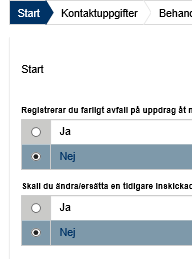 Start Kontaktuppgifter Behand
Start
Registrerar du farligt avfall på uppdrag åt n
Ja
Nej
Skall du ändra/ersätta en tidigare inskickad
Ja
Nej